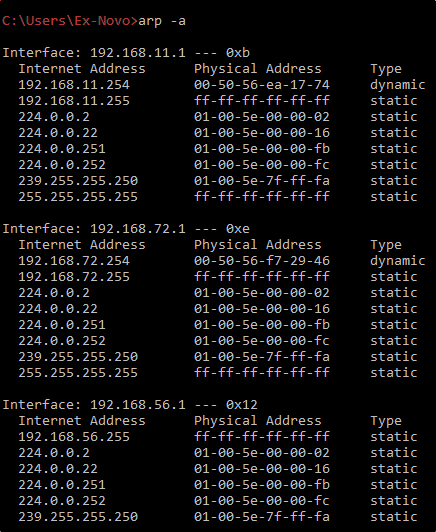 C:\Users\Ex-Novo>arp -a
Interface: 192.168.11.1 --- 0xb
Internet Address Physical Address Type
192.168.11.254 00-50-56-ea-17-74 dynamic
192.168.11.255 ff-ff-ff-ff-ff-ff static
224.0.0.2 01-00-5e-00-00-02 static
224.0.0.22 01-00-5e-00-00-16 static
224.0.0.251 01-00-5e-00-00-fb static
224.0.0.252 01-00-5e-00-00-fc static
239.255.255.250 01-00-5e-7f-ff-fa static
255.255.255.255 ff-ff-ff-ff-ff-ff static
Interface: 192.168.72.1 --- 0xe
Internet Address Physical Address Type
192.168.72.254 00-50-56-f7-29-46 dynamic
192.168.72.255 ff-ff-ff-ff-ff-ff static
224.0.0.2 01-00-5e-00-00-02 static
224.0.0.22 01-00-5e-00-00-16 static
224.0.0.251 01-00-5e-00-00-fb static
224.0.0.252 01-00-5e-00-00-fc static
239.255.255.250 01-00-5e-7f-ff-fa static
255.255.255.255 ff-ff-ff-ff-ff-ff static
Interface: 192.168.56.1 --- 0x12
Internet Address Physical Address Type
192.168.56.255 ff-ff-ff-ff-ff-ff static
224.0.0.2 01-00-5e-00-00-02 static
224.0.0.22 01-00-5e-00-00-16 static
224.0.0.251 01-00-5e-00-00-fb static
224.0.0.252 01-00-5e-00-00-fc static
239.255.255.250 01-00-5e-7f-ff-fa static